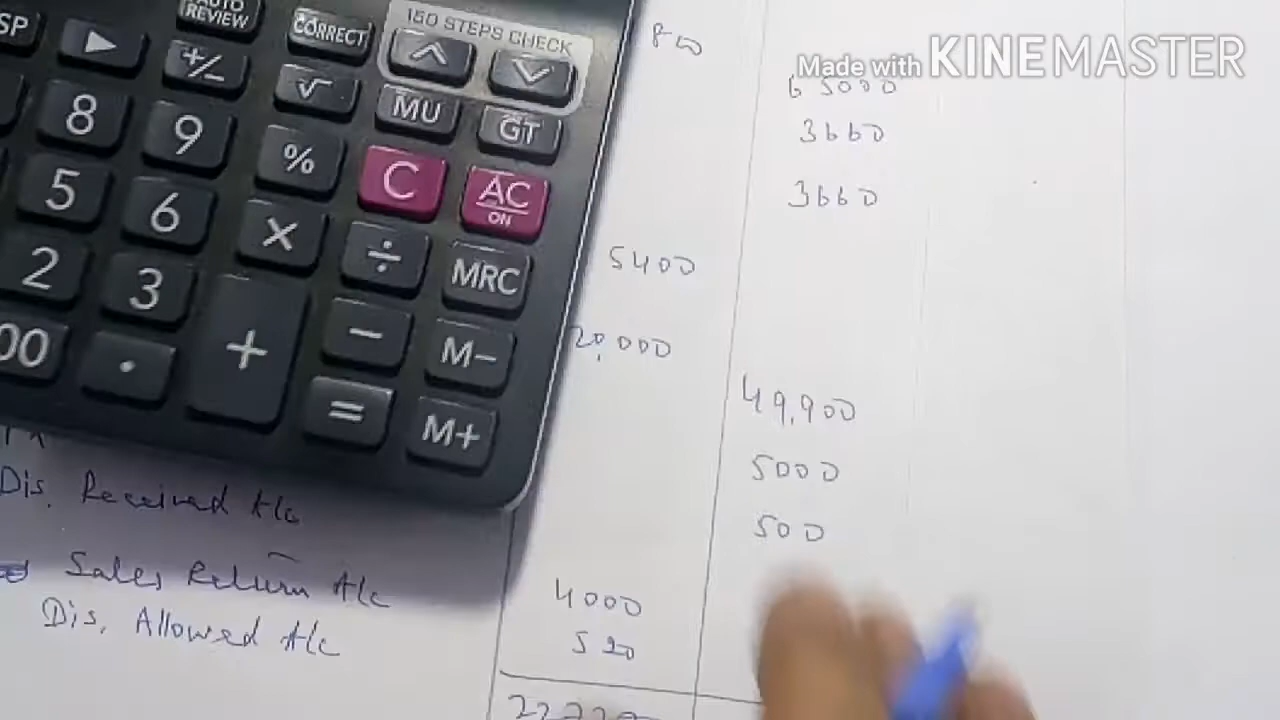 SP
AUTO REVIEW
CORRECT
150 STEPS CHECK
Made with KINEMASTER
▶
+/-
√
MU
GT
8
9
%
C
AC
ON
5
6
×
÷
MRC
2
3
+
−
M−
00
.
=
M+
65000
3660
3660
5400
20,000
49,900
5000
500
Dis. Received A/c
Sales Return A/c
4000
Dis. Allowed A/c
520